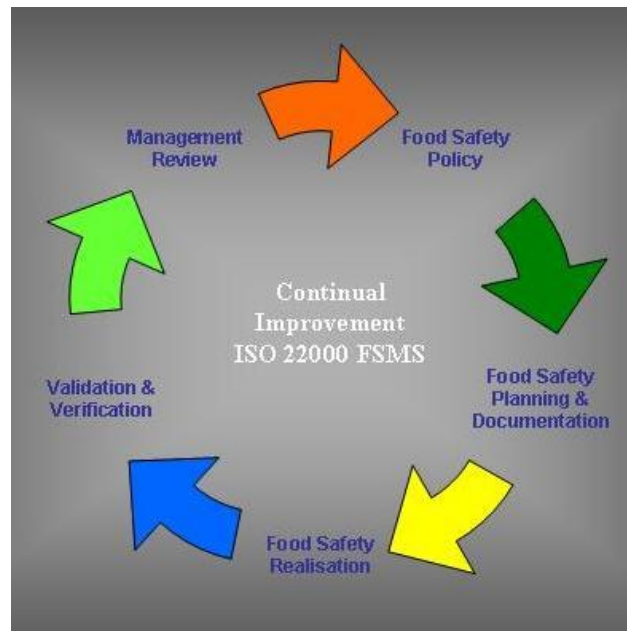 Management
Review
Food Safety
Policy
Continual
Improvement
ISO 22000 FSMS
Food Safety
Planning &
Documentation
Validation &
Verification
Food Safety
Realisation